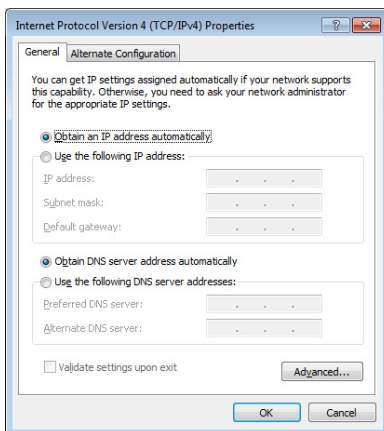 Internet Protocol Version 4 (TCP/IPv4) Properties
General Alternate Configuration
You can get IP settings assigned automatically if your network supports
this capability. Otherwise, you need to ask your network administrator
for the appropriate IP settings.
Obtain an IP address automatically
Use the following IP address:
IP address: . . .
Subnet mask: . . .
Default gateway: . . .
Obtain DNS server address automatically
Use the following DNS server addresses:
Preferred DNS server: . . .
Alternate DNS server: . . .
Validate settings upon exit
Advanced...
OK Cancel